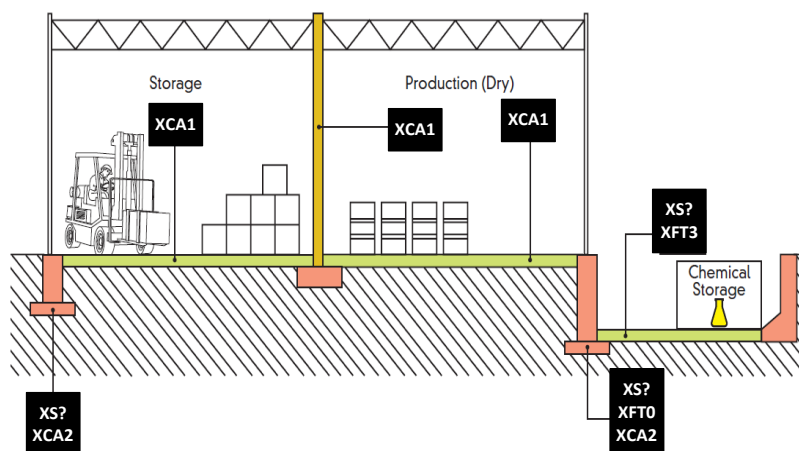 Storage
Production (Dry)
XCA1
XCA1
XCA1
XS?
XFT3
Chemical
Storage
XS?
XCA2
XS?
XFT0
XCA2